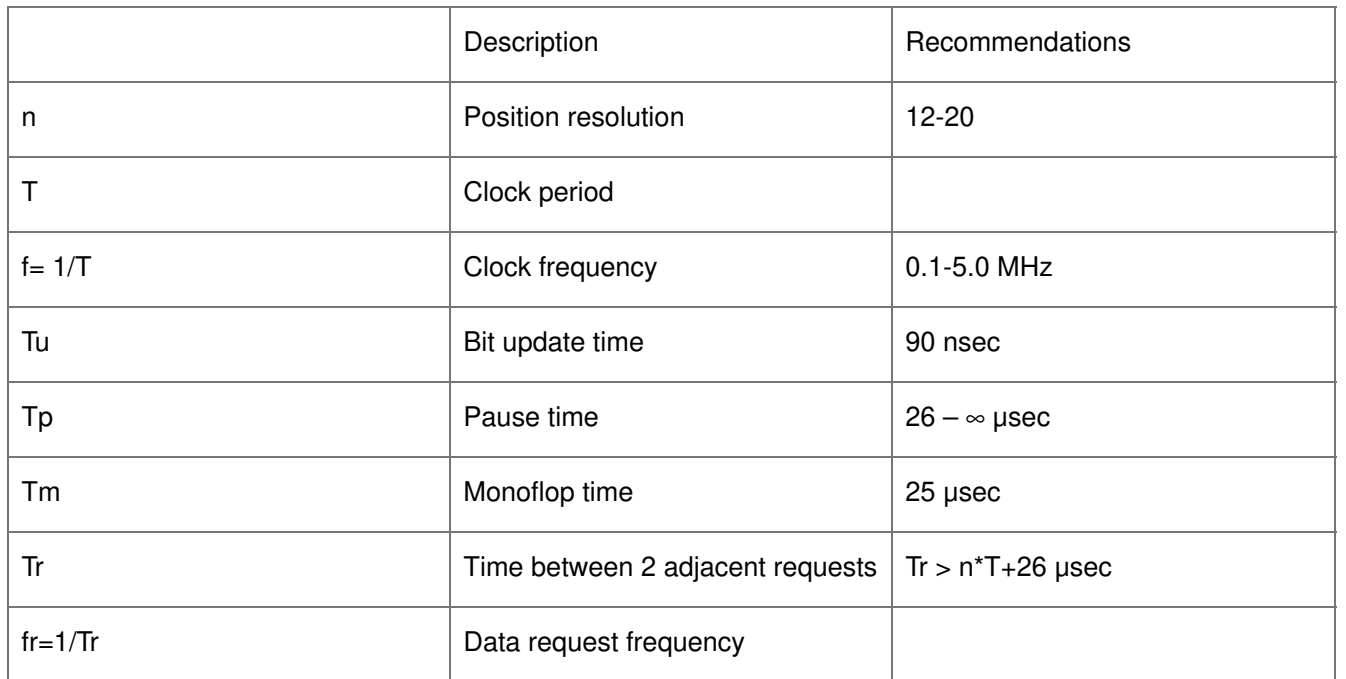 Description Recommendations
n Position resolution 12-20
T Clock period
f= 1/T Clock frequency 0.1-5.0 MHz
Tu Bit update time 90 nsec
Tp Pause time 26 – ∞ μsec
Tm Monoflop time 25 μsec
Tr Time between 2 adjacent requests Tr > n*T+26 μsec
fr=1/Tr Data request frequency